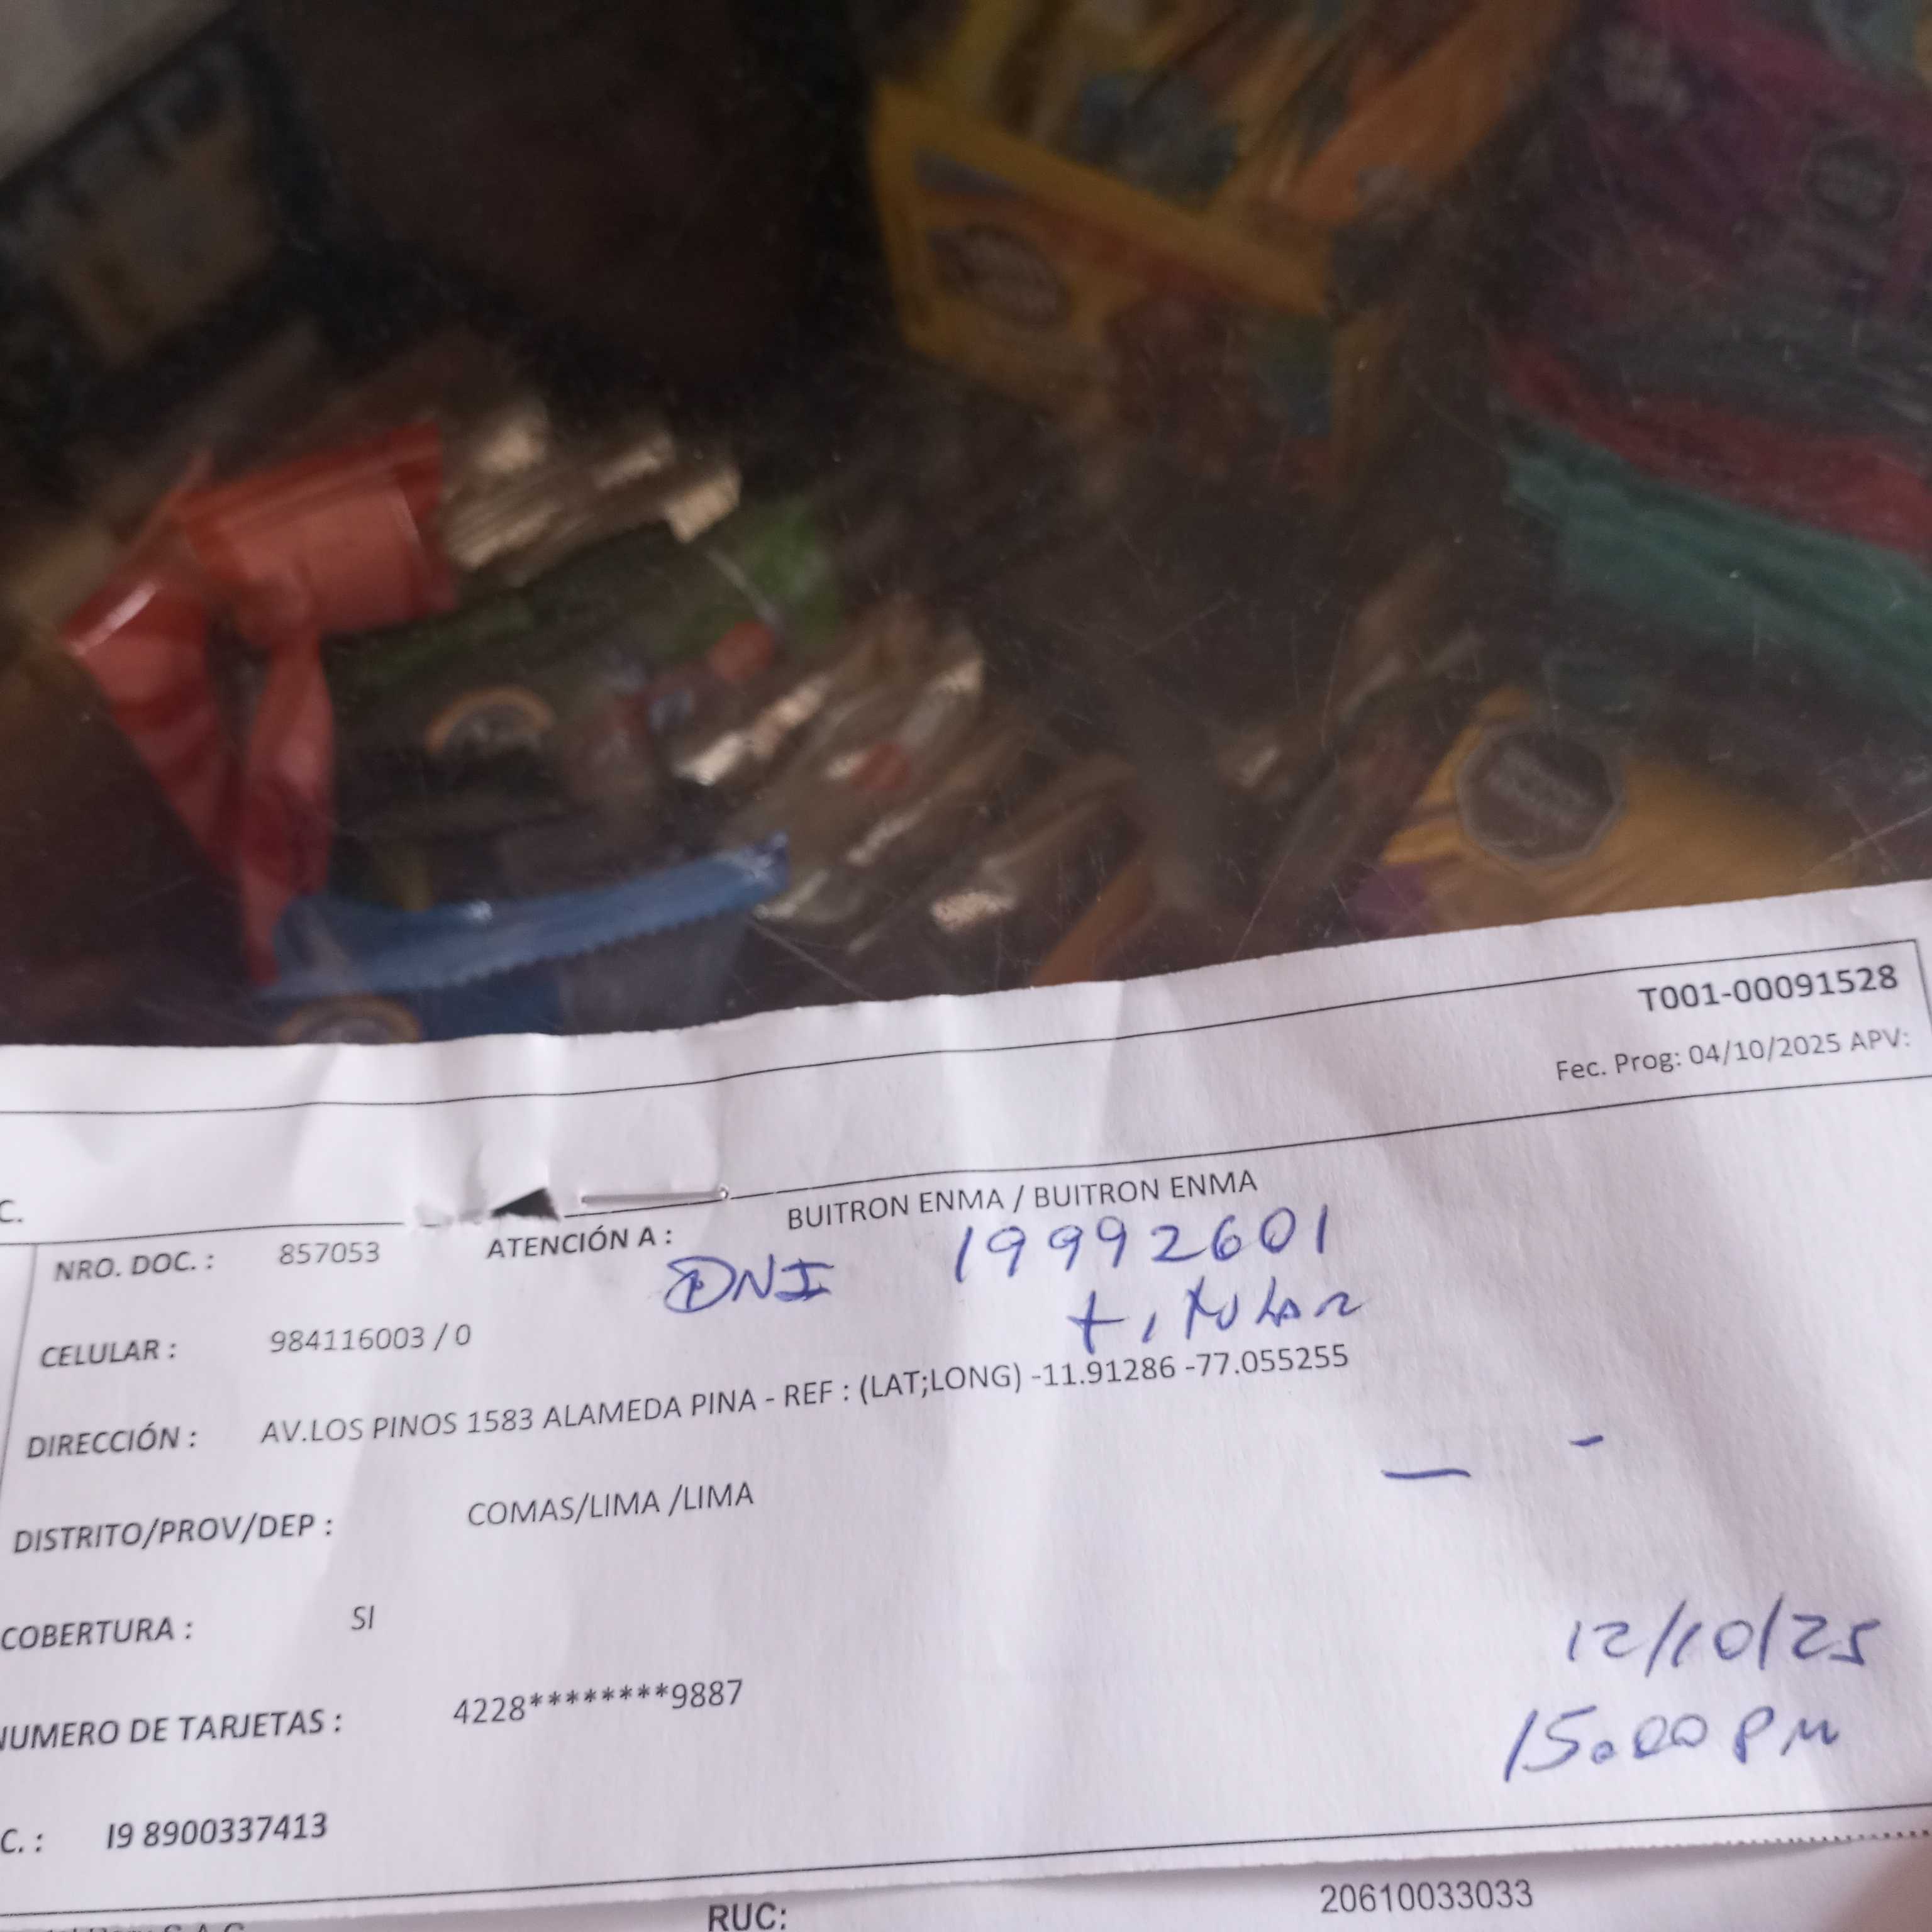 T001-00091528
Fec. Prog: 04/10/2025 APV:
C.
NRO. DOC. : 857053 ATENCIÓN A : BUITRON ENMA / BUITRON ENMA
DNI 19992601
titular
CELULAR : 984116003 / 0
DIRECCIÓN : AV.LOS PINOS 1583 ALAMEDA PINA - REF : (LAT;LONG) -11.91286 -77.055255
DISTRITO/PROV/DEP : COMAS/LIMA /LIMA
COBERTURA : SI
12/10/25
NUMERO DE TARJETAS : 4228********9887
15:00 PM
C. : I9 8900337413
RUC: 20610033033